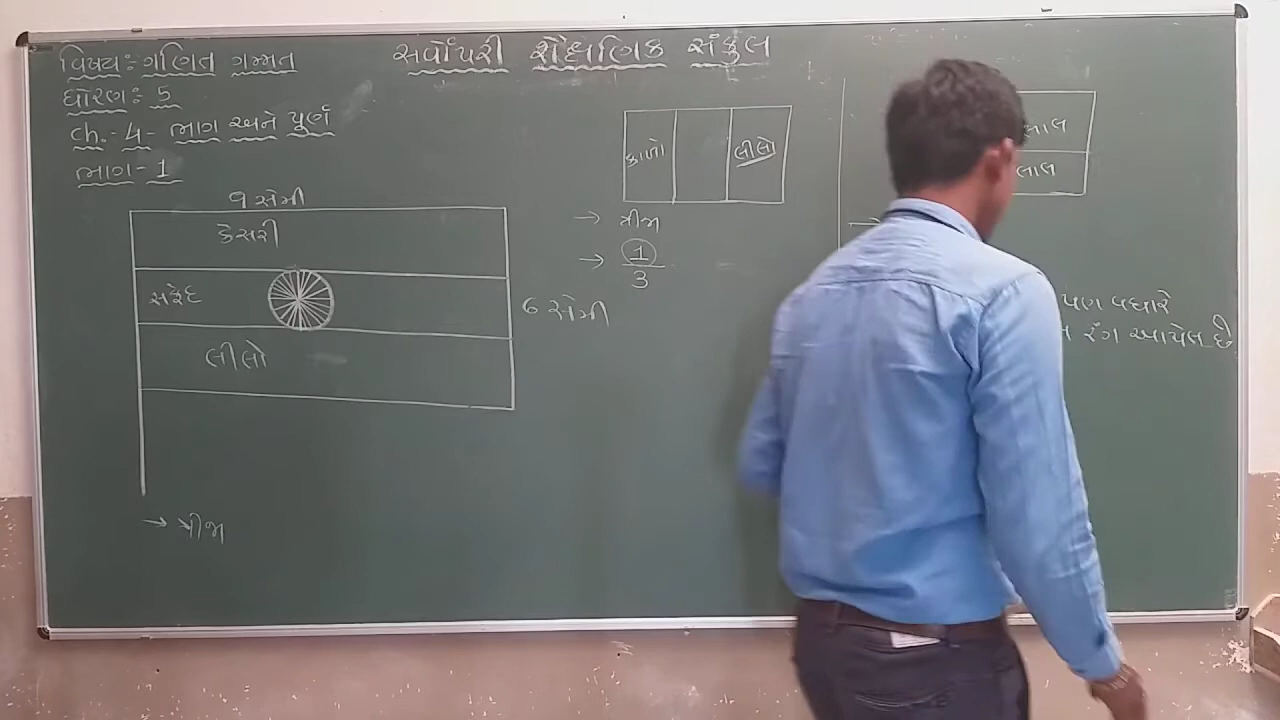 સર્વોપરી શૈક્ષણિક સંકુલ
વિષયઃ ગણિત ગમ્મત
ધોરણઃ 5
ch.- 4 - ભાગ અને પૂર્ણ
ભાગ - 1
9 સેમી
કેસરી
સફેદ
લીલો
6 સેમી
→ ત્રીજા
કાળો
લીલો
→ ત્રીજા
→ 1/3
લાલ
લાલ
પણ વધારે
રંગ આપેલ છે